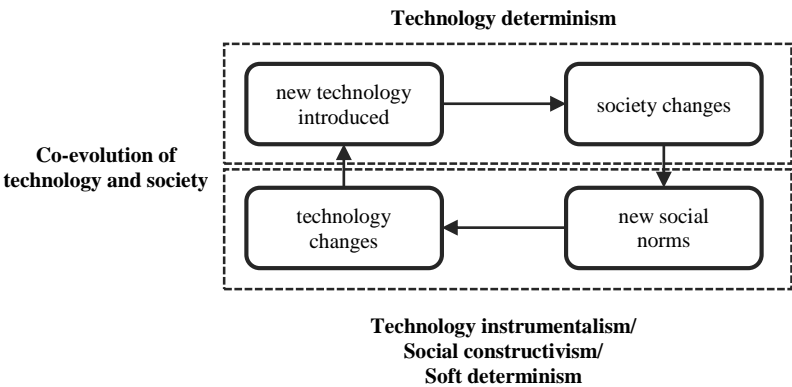 Technology determinism
new technology
introduced
society changes
Co-evolution of
technology and society
technology
changes
new social
norms
Technology instrumentalism/
Social constructivism/
Soft determinism